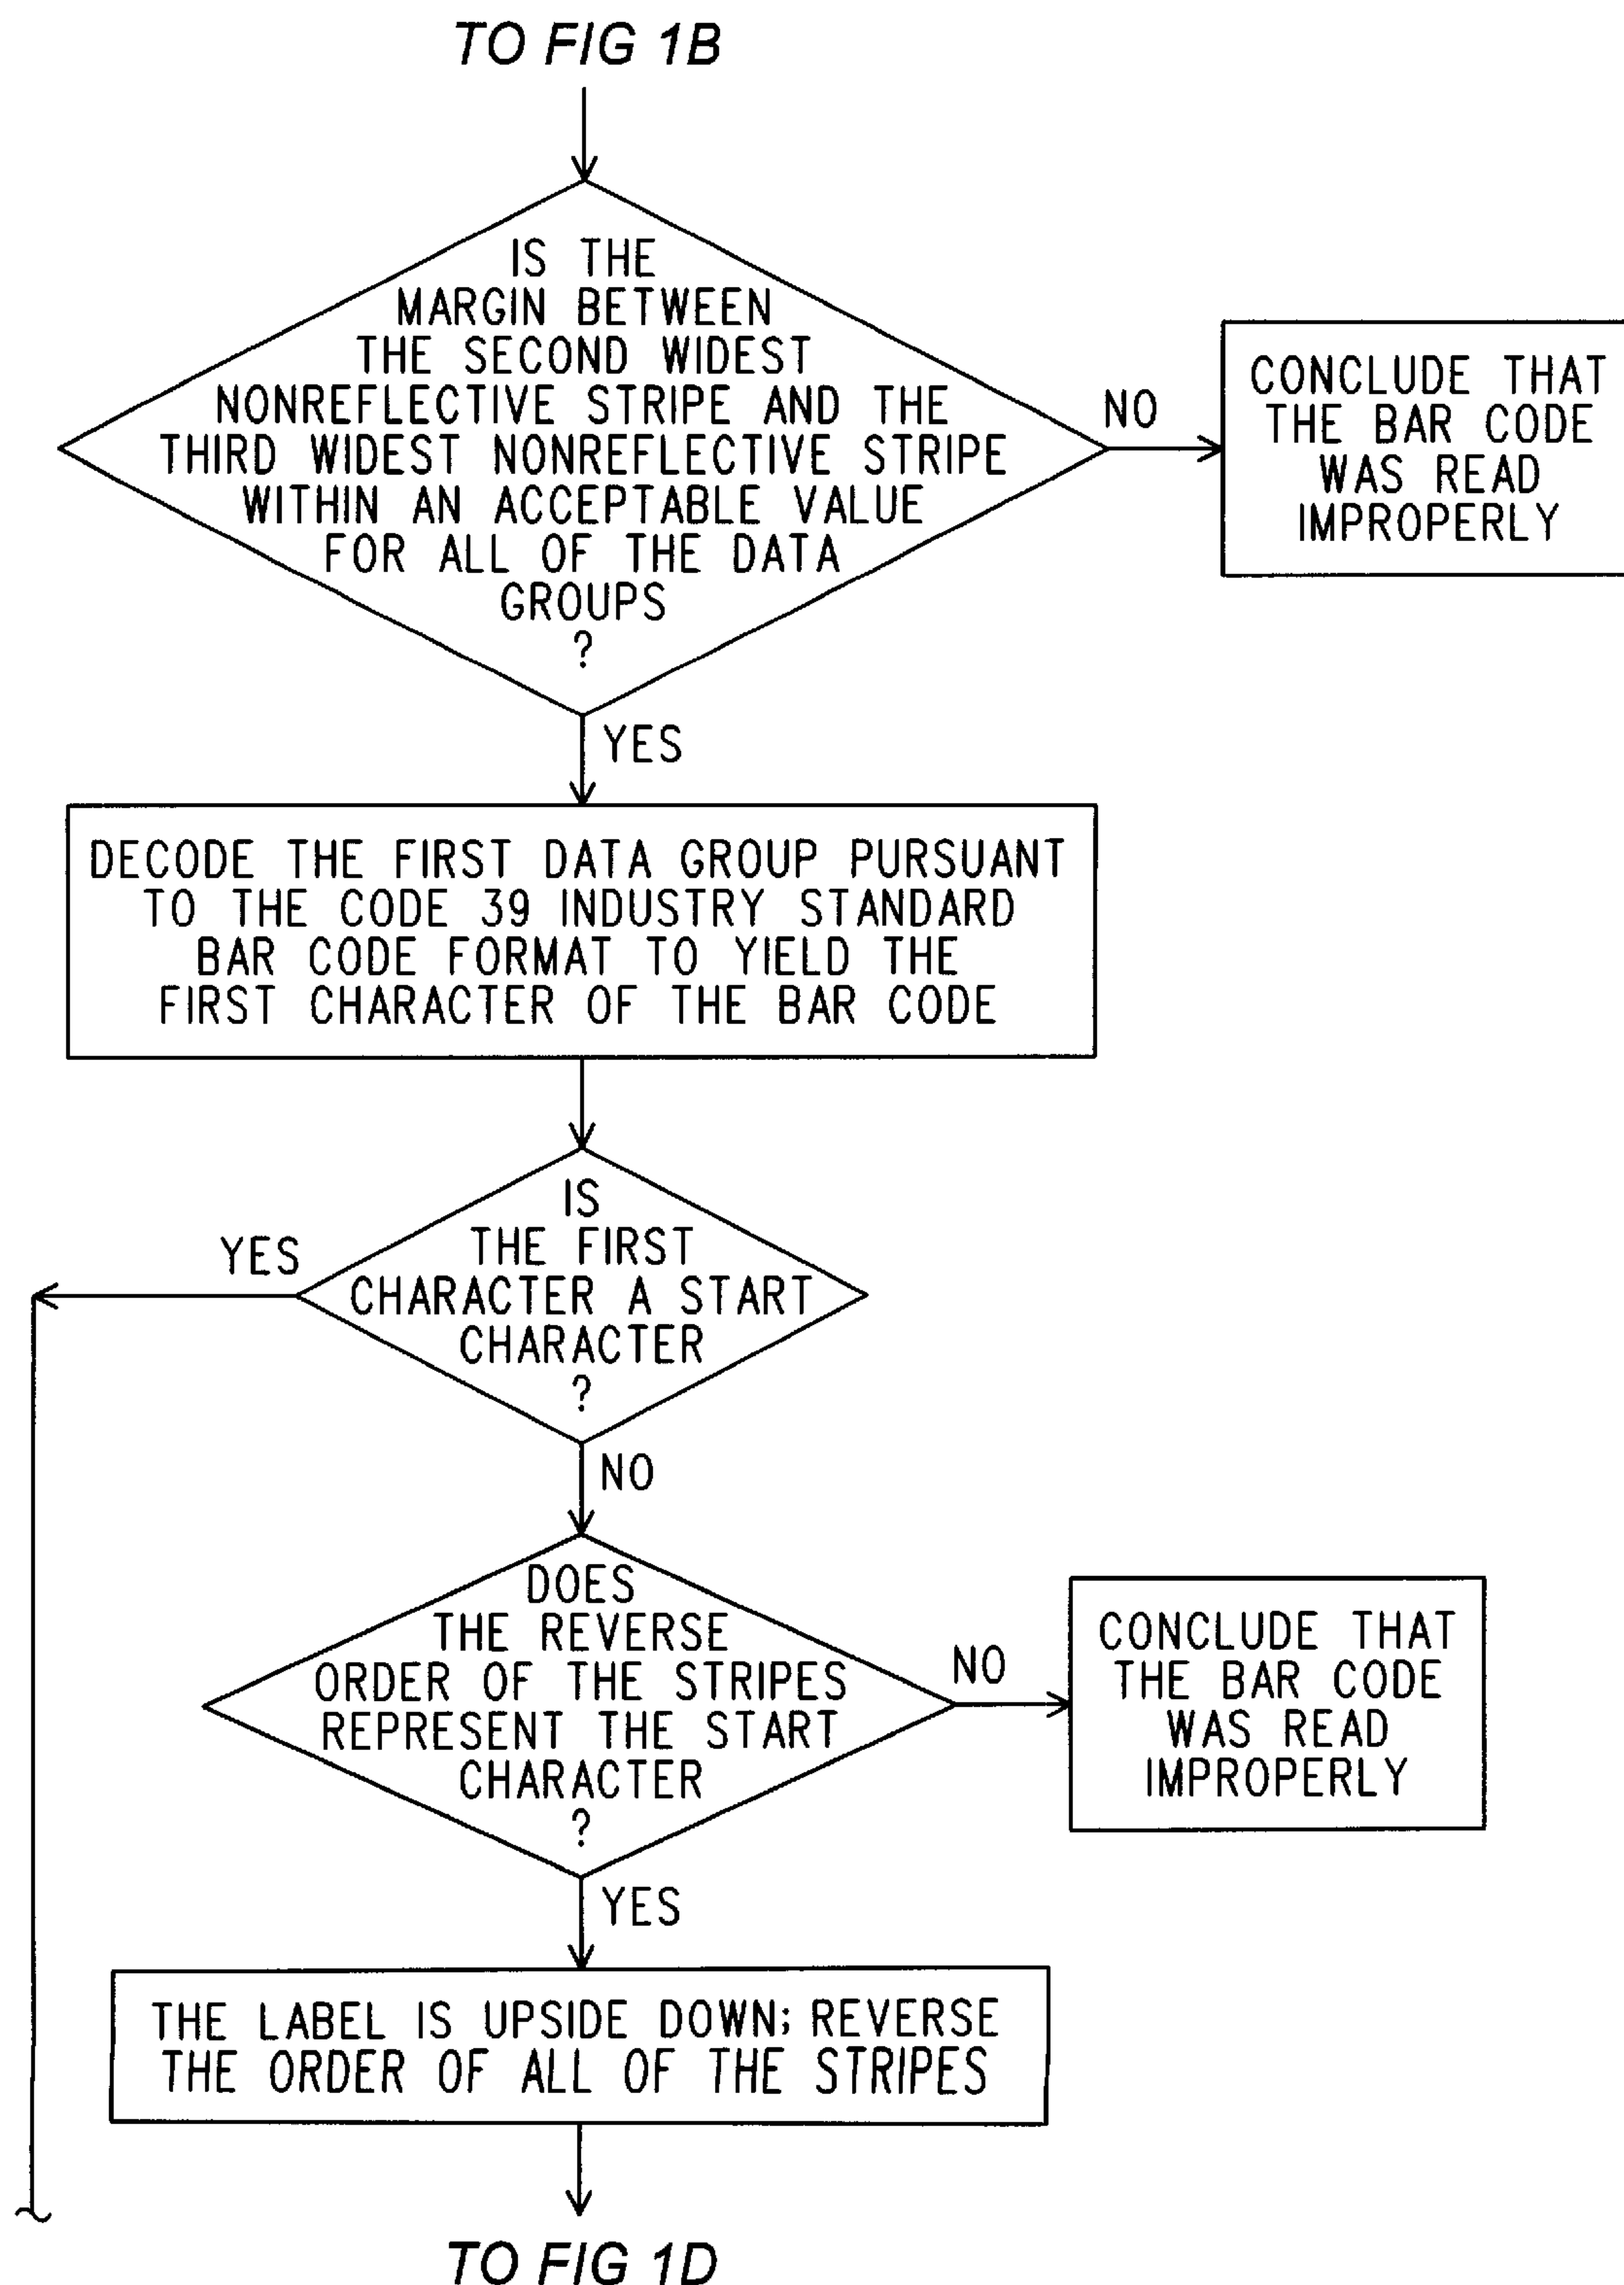 TO FIG 1B
IS THE
MARGIN BETWEEN
THE SECOND WIDEST
NONREFLECTIVE STRIPE AND THE
THIRD WIDEST NONREFLECTIVE STRIPE
WITHIN AN ACCEPTABLE VALUE
FOR ALL OF THE DATA
GROUPS
?
NO
CONCLUDE THAT
THE BAR CODE
WAS READ
IMPROPERLY
YES
DECODE THE FIRST DATA GROUP PURSUANT
TO THE CODE 39 INDUSTRY STANDARD
BAR CODE FORMAT TO YIELD THE
FIRST CHARACTER OF THE BAR CODE
IS
THE FIRST
CHARACTER A START
CHARACTER
?
YES
NO
DOES
THE REVERSE
ORDER OF THE STRIPES
REPRESENT THE START
CHARACTER
?
NO
CONCLUDE THAT
THE BAR CODE
WAS READ
IMPROPERLY
YES
THE LABEL IS UPSIDE DOWN; REVERSE
THE ORDER OF ALL OF THE STRIPES
TO FIG 1D